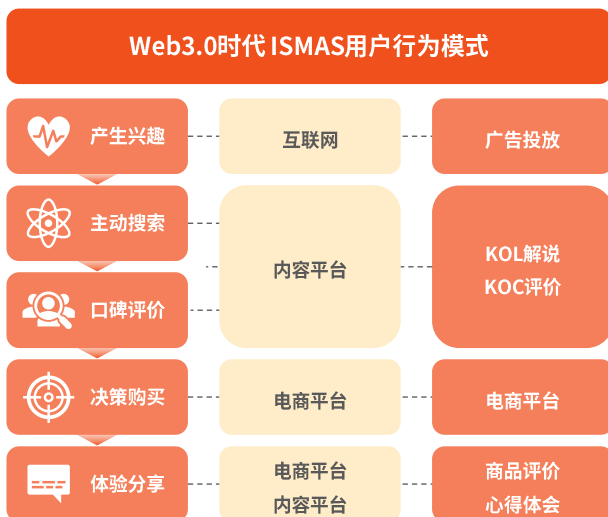 Web3.0时代 ISMAS用户行为模式
产生兴趣
互联网
广告投放
主动搜索
口碑评价
内容平台
KOL解说
KOC评价
决策购买
电商平台
电商平台
体验分享
电商平台
内容平台
商品评价
心得体会